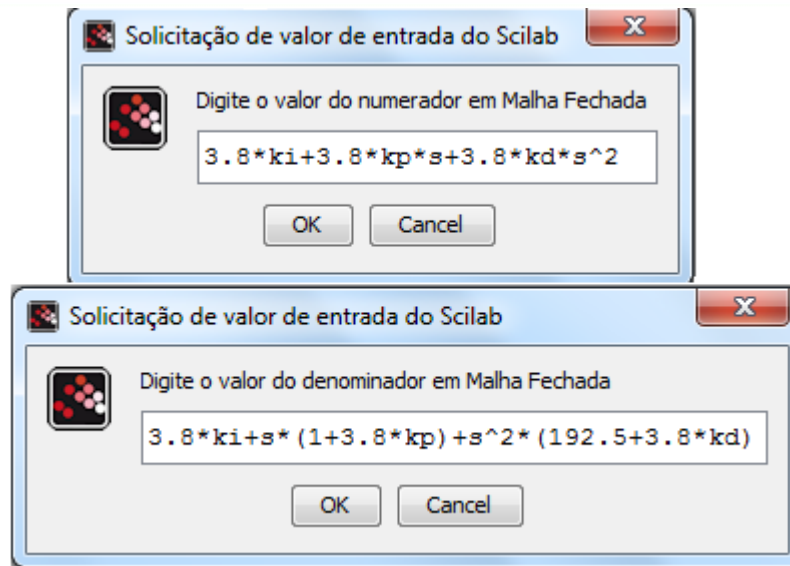 Solicitação de valor de entrada do Scilab
Digite o valor do numerador em Malha Fechada
3.8*ki+3.8*kp*s+3.8*kd*s^2
OK Cancel
Solicitação de valor de entrada do Scilab
Digite o valor do denominador em Malha Fechada
3.8*ki+s*(1+3.8*kp)+s^2*(192.5+3.8*kd)
OK Cancel